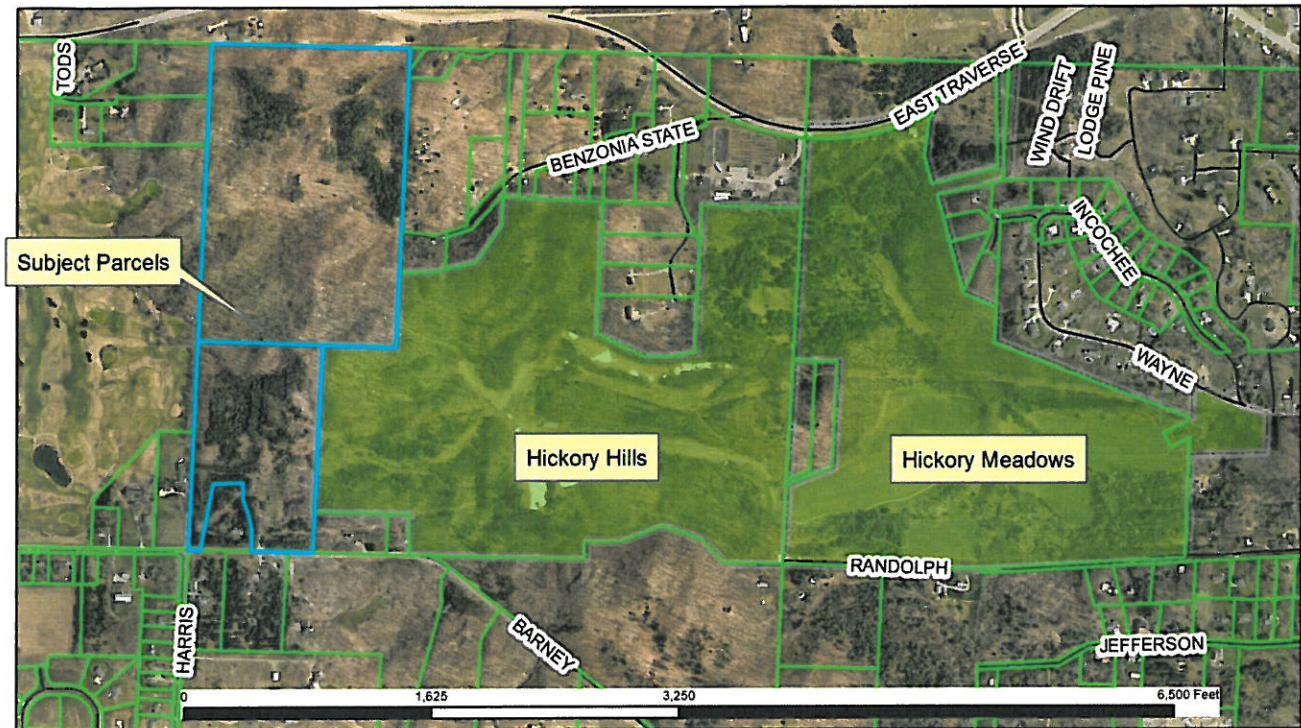 TODS
EAST TRAVERSE
WIND DRIFT
LODGE PINE
BENZONIA STATE
INCOCHEE
Subject Parcels
WAYNE
Hickory Hills
Hickory Meadows
RANDOLPH
HARRIS
BARNEY
JEFFERSON
0 1,625 3,250 6,500 Feet